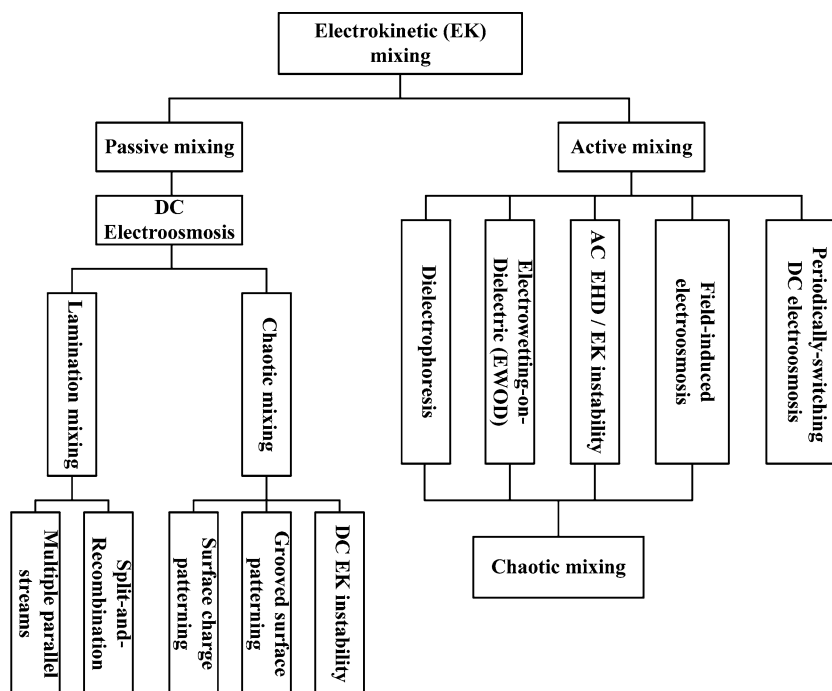 Electrokinetic (EK)
mixing
Passive mixing
Active mixing
DC
Electroosmosis
Dielectrophoresis
Electrowetting-on-
Dielectric (EWOD)
AC EHD / EK instability
Field-induced
electroosmosis
Periodically-switching
DC electroosmosis
Lamination mixing
Chaotic mixing
Multiple parallel
streams
Split-and-
Recombination
Surface charge
patterning
Grooved surface
patterning
DC EK instability
Chaotic mixing